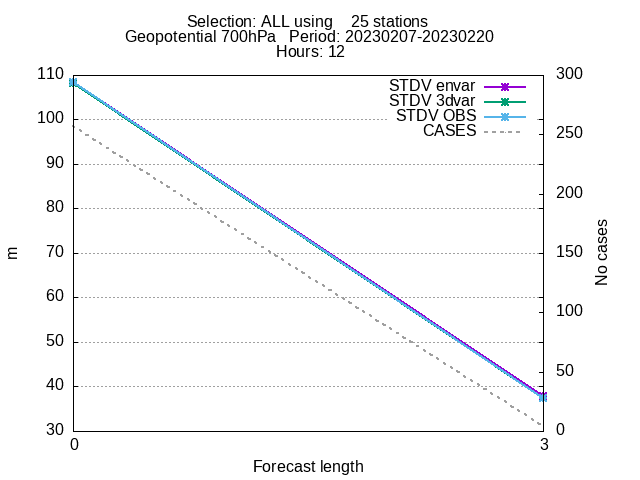 Selection: ALL using    25 stations
Geopotential 700hPa   Period: 20230207-20230220
Hours: 12
110
100
90
80
70
60
50
40
30
m
STDV envar
STDV 3dvar
STDV OBS
CASES
300
250
200
150
100
50
0
No cases
0
3
Forecast length